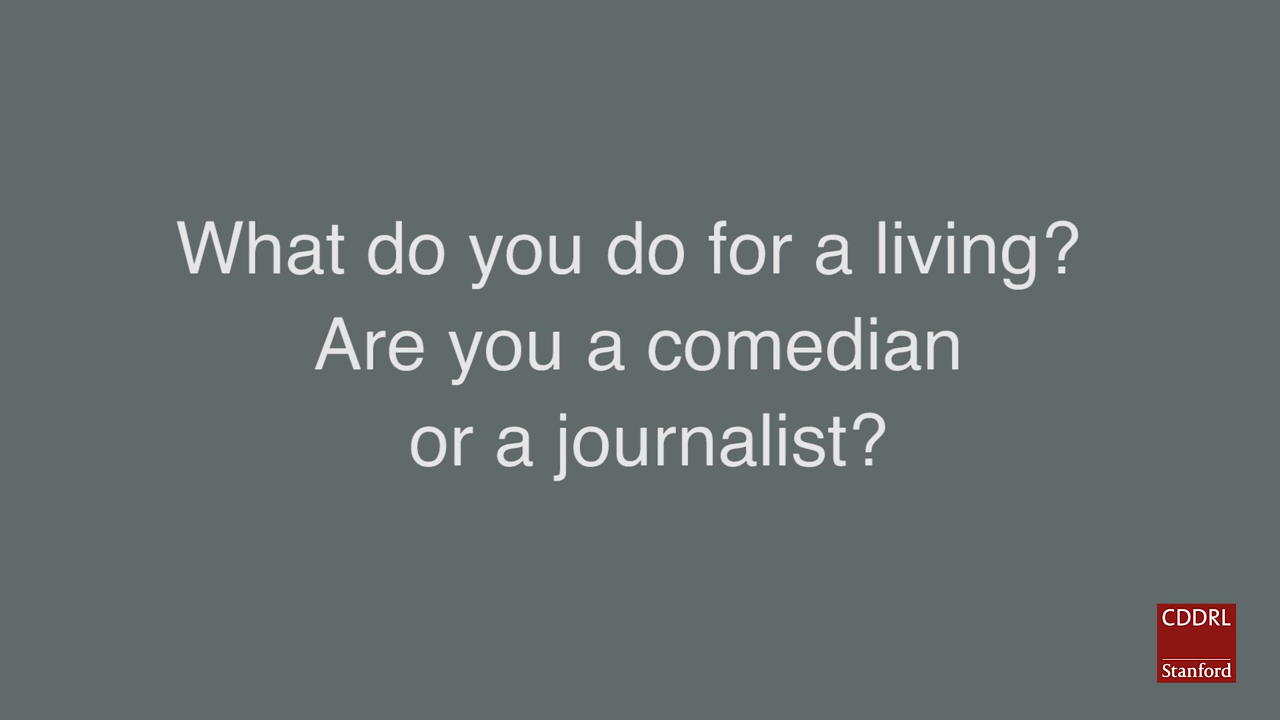 What do you do for a living?
Are you a comedian
or a journalist?
CDDRL
Stanford